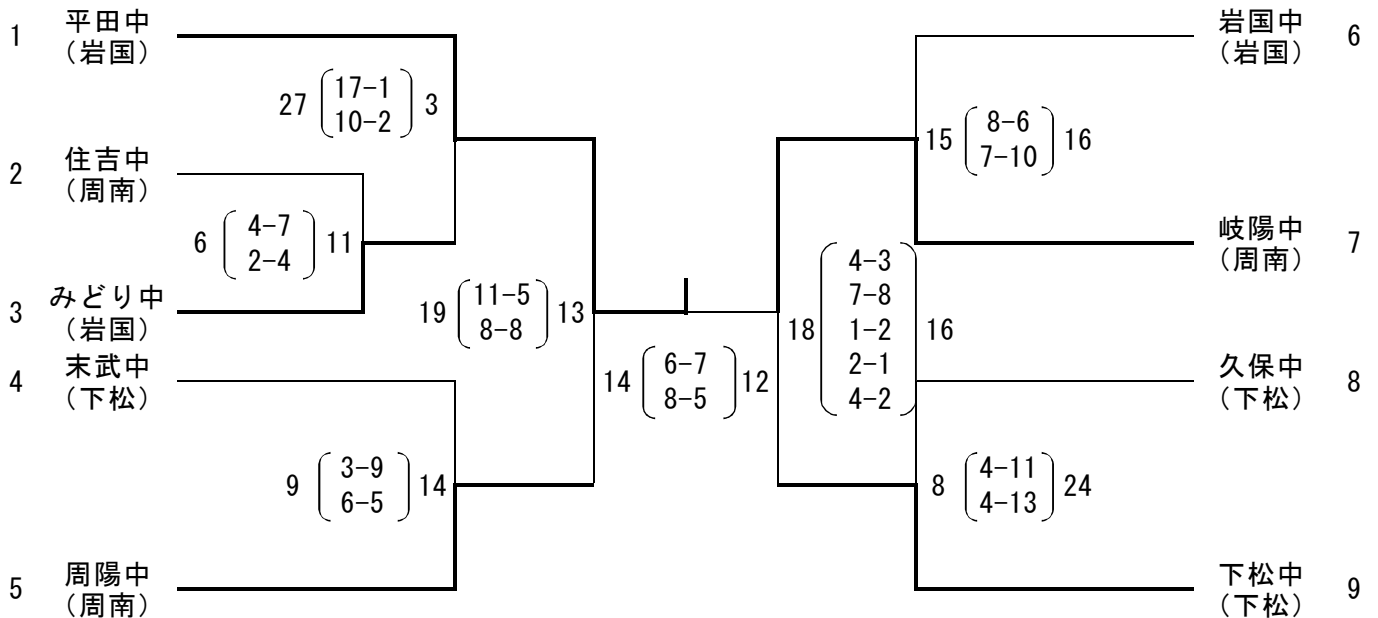 1 平田中
(岩国)
27 17-1 3
10-2
2 住吉中
(周南)
6 4-7 11
2-4
3 みどり中
(岩国)
19 11-5 13
8-8
4 末武中
(下松)
9 3-9 14
6-5
5 周陽中
(周南)
14 6-7 12
8-5
岩国中 6
(岩国)
15 8-6 16
7-10
岐陽中 7
(周南)
18 4-3 16
7-8
1-2
2-1
4-2
久保中 8
(下松)
8 4-11 24
4-13
下松中 9
(下松)